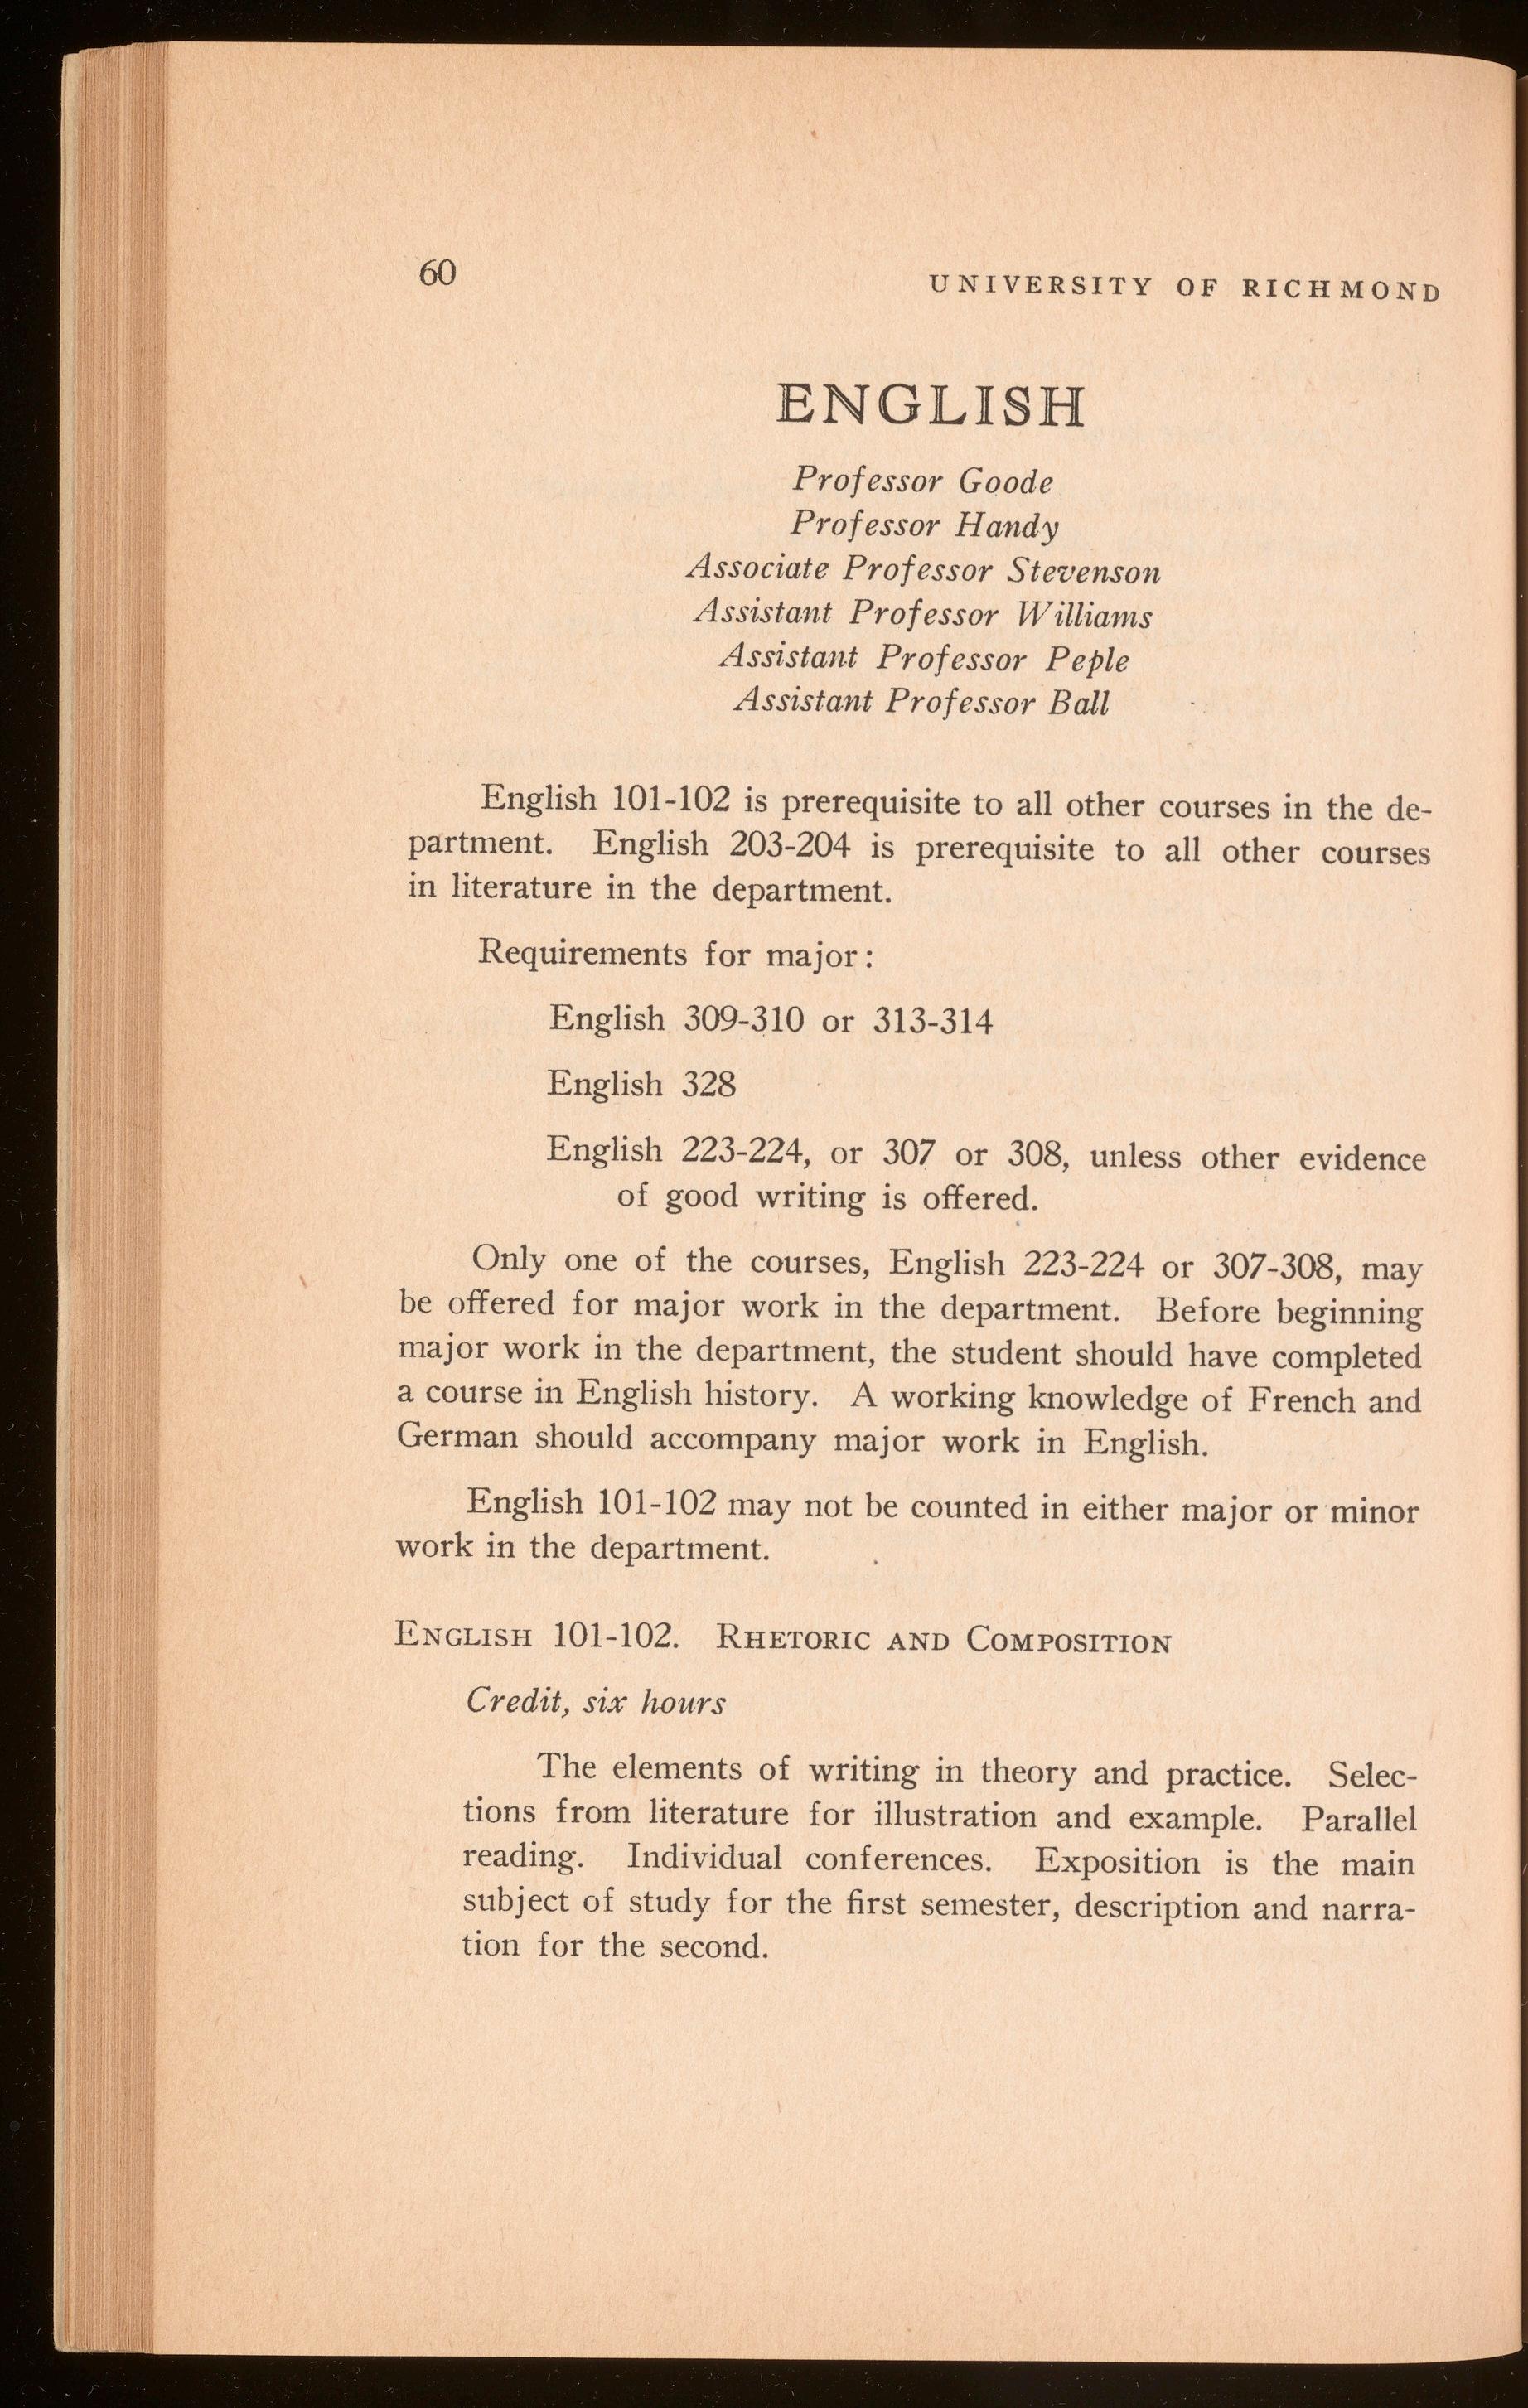 60
UNIVERSITY OF RICHMOND
ENGLISH
Professor Goode
Professor Handy
Associate Professor Stevenson
Assistant Professor Williams
Assistant Professor Peple
Assistant Professor Ball
English 101-102 is prerequisite to all other courses in the de-
partment. English 203-204 is prerequisite to all other courses
in literature in the department.
Requirements for major:
English 309-310 or 313-314
English 328
English 223-224, or 307 or 308, unless other evidence
of good writing is offered.
Only one of the courses, English 223-224 or 307-308, may
be offered for major work in the department. Before beginning
major work in the department, the student should have completed
a course in English history. A working knowledge of French and
German should accompany major work in English.
English 101-102 may not be counted in either major or minor
work in the department.
ENGLISH 101-102. RHETORIC AND COMPOSITION
Credit, six hours
The elements of writing in theory and practice. Selec-
tions from literature for illustration and example. Parallel
reading. Individual conferences. Exposition is the main
subject of study for the first semester, description and narra-
tion for the second.